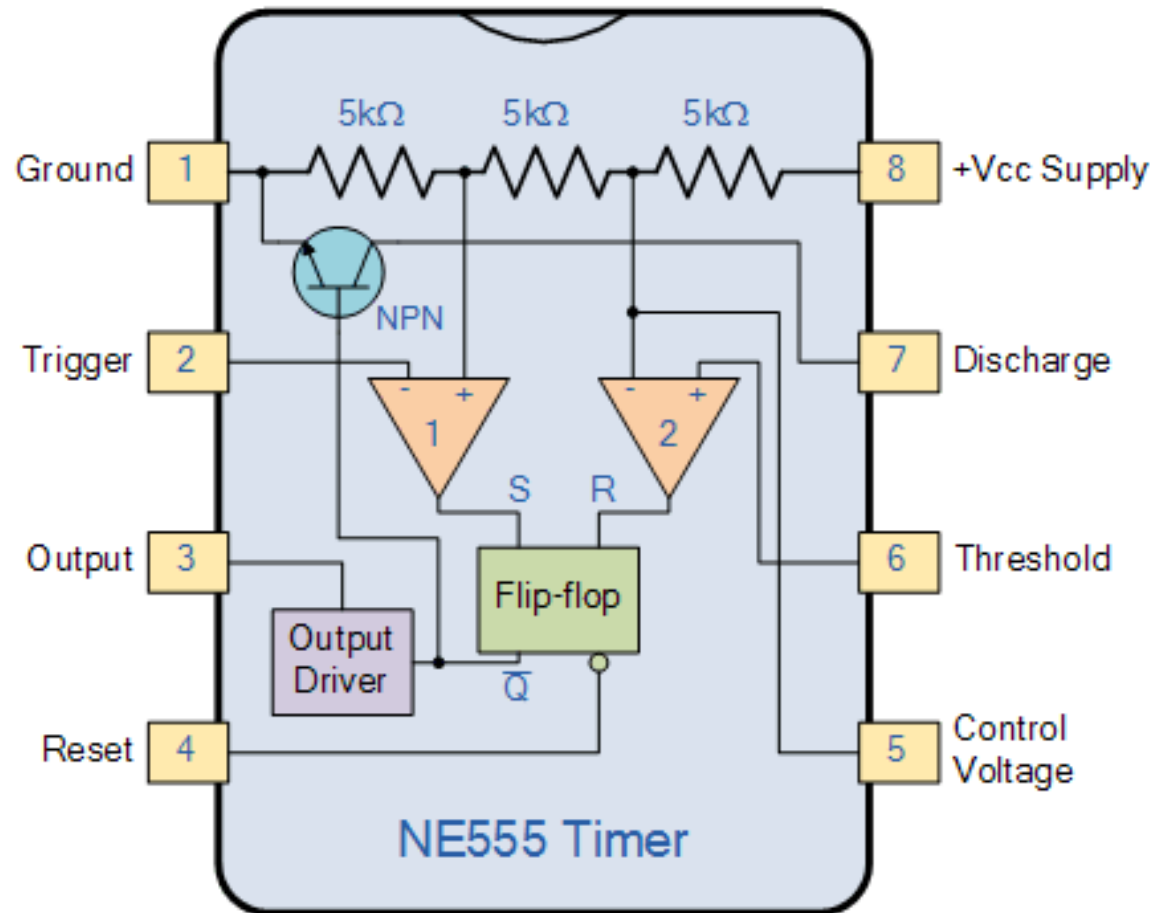 5kΩ 5kΩ 5kΩ
Ground 1
8 +Vcc Supply
NPN
Trigger 2
7 Discharge
- +
1
- +
2
S R
Output 3
6 Threshold
Flip-flop
Output
Driver
Q̅
Reset 4
5 Control
Voltage
NE555 Timer